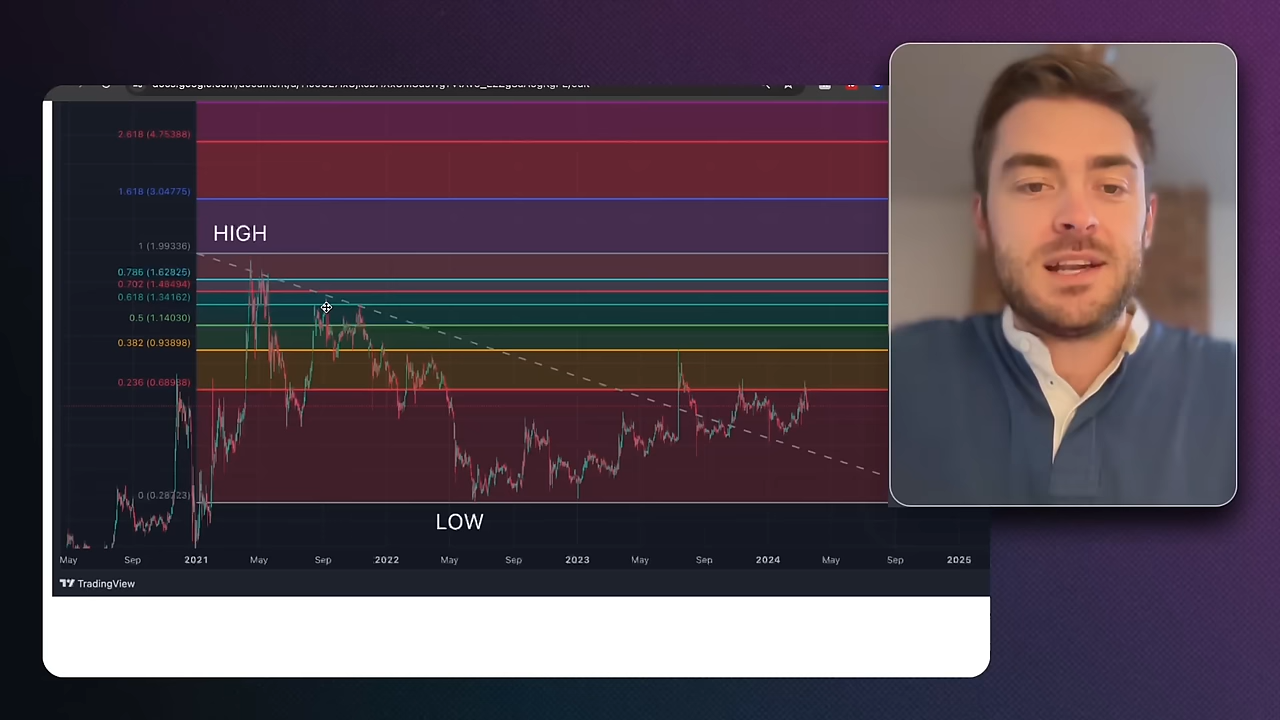 2.618 (4.75388)
1.618 (3.04775)
HIGH
1 (1.99336)
0.786 (1.62825)
0.702 (1.48494)
0.618 (1.34162)
0.5 (1.14030)
0.382 (0.93898)
0.236 (0.68988)
0 (0.28723)
LOW
May Sep 2021 May Sep 2022 May Sep 2023 May Sep 2024 May Sep 2025
TradingView